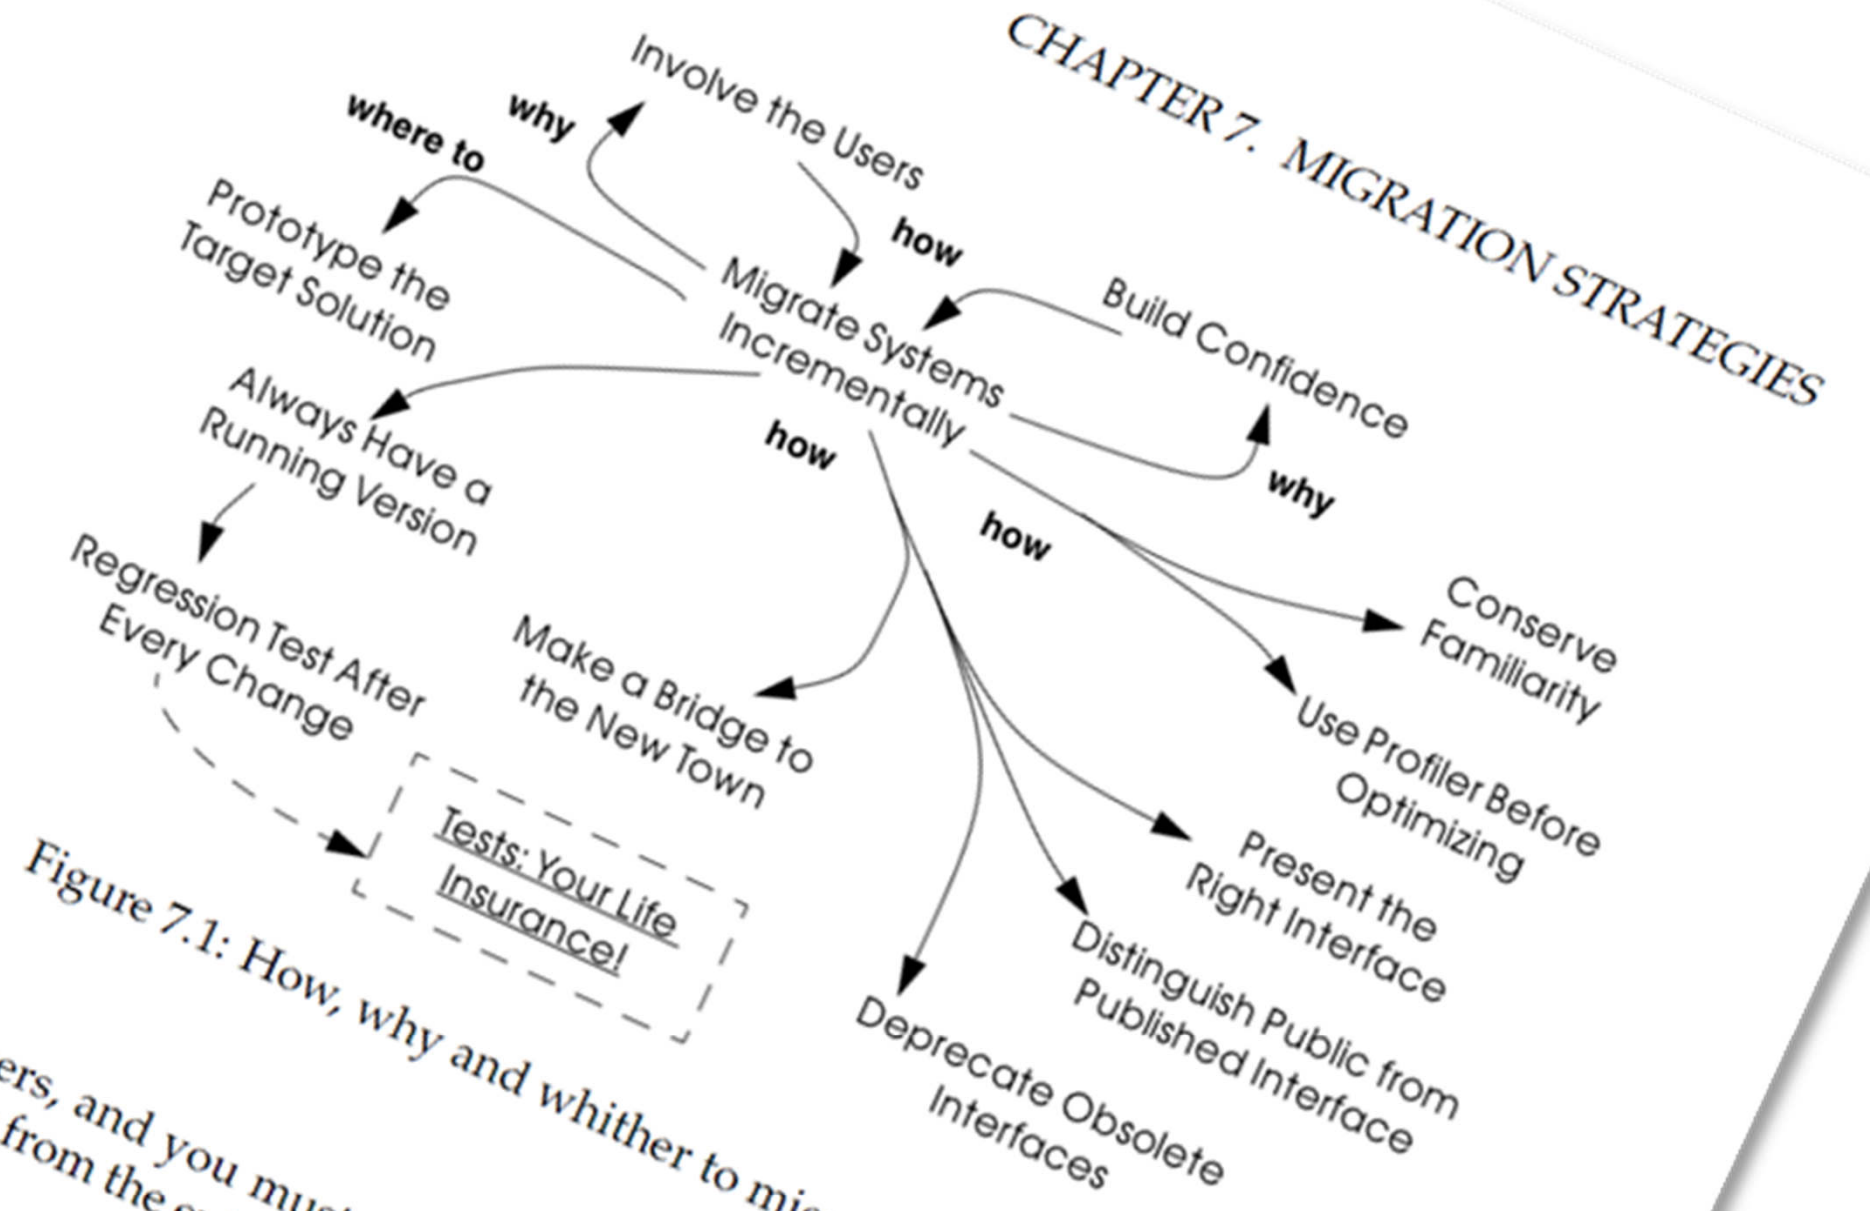 CHAPTER 7. MIGRATION STRATEGIES
Involve the Users
why
where to
Prototype the
Target Solution
how
Migrate Systems
Incrementally
Build Confidence
why
Always Have a
Running Version
how
how
Regression Test After
Every Change
Make a Bridge to
the New Town
Conserve
Familiarity
Use Profiler Before
Optimizing
Present the
Right Interface
Distinguish Public from
Published Interface
Deprecate Obsolete
Interfaces
Tests: Your Life
Insurance!
Figure 7.1: How, why and whither to
and you
from the